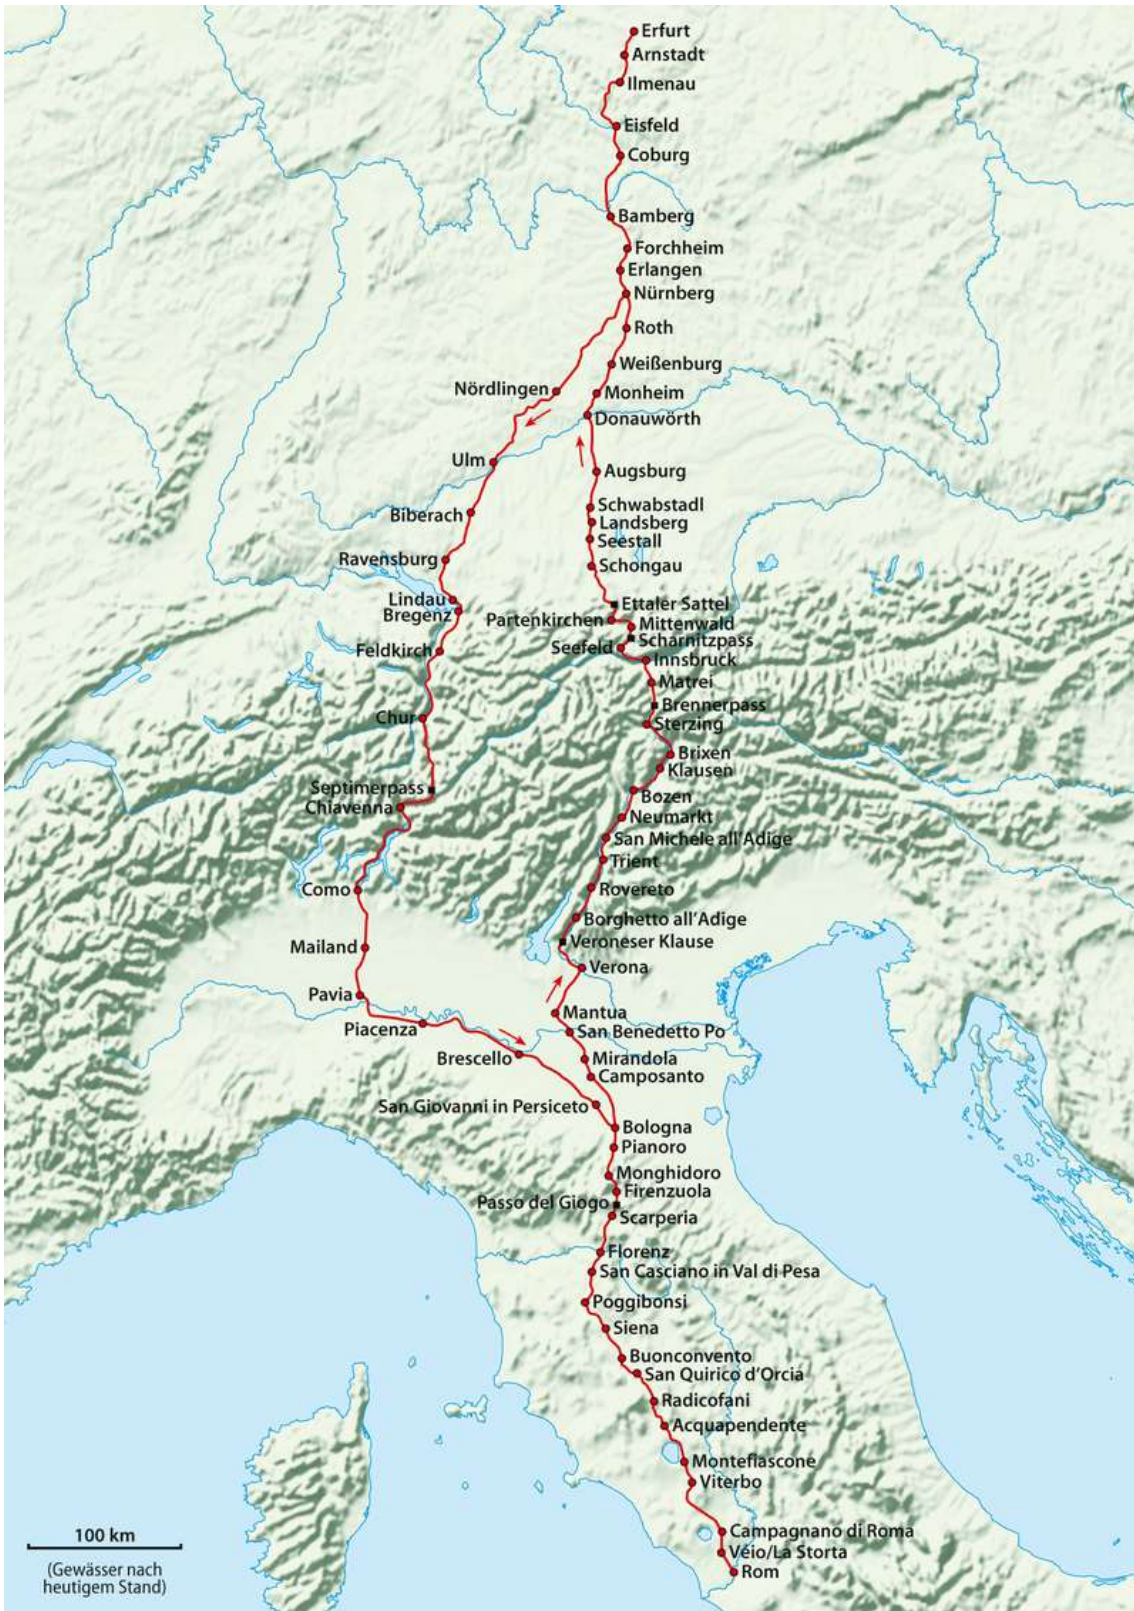 Erfurt
Arnstadt
Ilmenau
Eisfeld
Coburg
Bamberg
Forchheim
Erlangen
Nürnberg
Roth
Weißenburg
Nördlingen
Monheim
Donauwörth
Ulm
Augsburg
Schwabstadl
Biberach
Landsberg
Seestall
Ravensburg
Schongau
Lindau
Ettaler Sattel
Bregenz
Partenkirchen
Mittenwald
Scharnitzpass
Seefeld
Feldkirch
Innsbruck
Matrei
Brennerpass
Chur
Sterzing
Brixen
Klausen
Septimerpass
Bozen
Chiavenna
Neumarkt
San Michele all'Adige
Trient
Como
Rovereto
Borghetto all'Adige
Veroneser Klause
Mailand
Verona
Pavia
Mantua
Piacenza
San Benedetto Po
Brescello
Mirandola
Camposanto
San Giovanni in Persiceto
Bologna
Pianoro
Monghidoro
Firenzuola
Passo del Giogo
Scarperia
Florenz
San Casciano in Val di Pesa
Poggibonsi
Siena
Buonconvento
San Quirico d'Orcia
Radicofani
Acquapendente
Montefiascone
Viterbo
Campagnano di Roma
Véio/La Storta
Rom
100 km
(Gewässer nach
heutigem Stand)